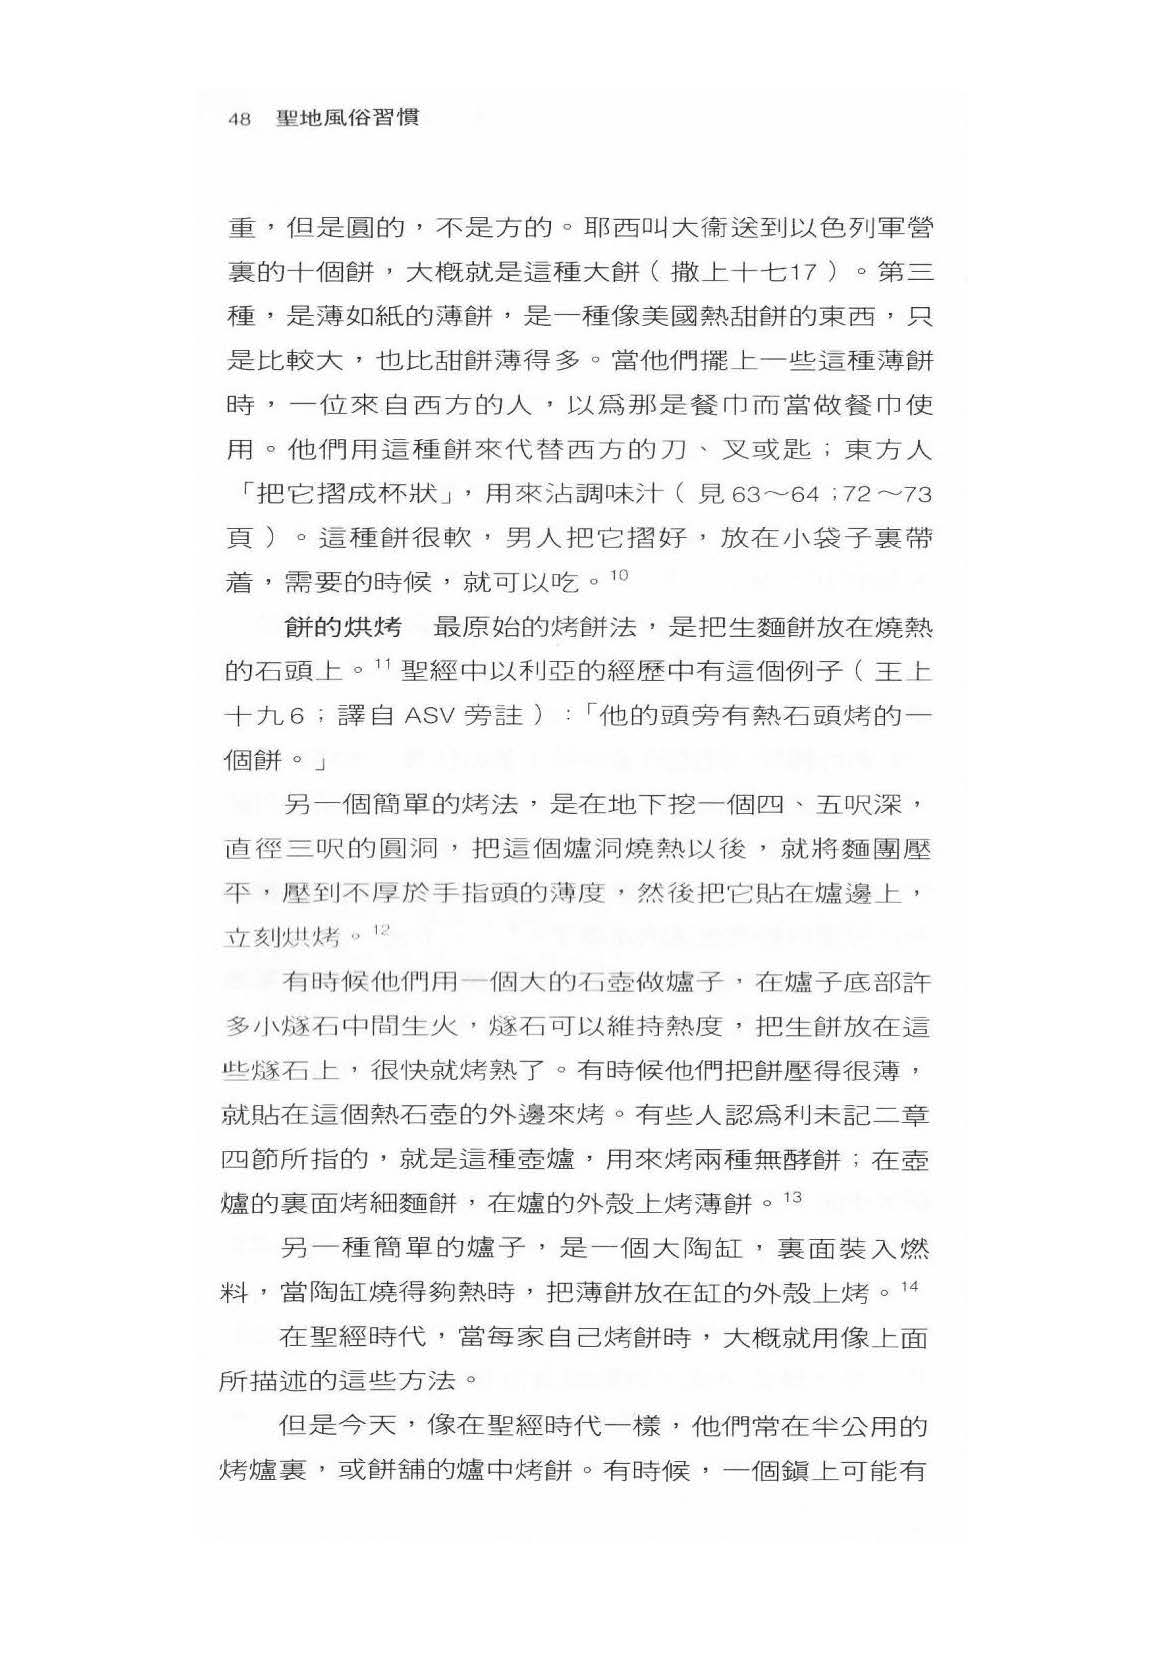 48 聖地風俗習慣
重，但是圓的，不是方的。耶西叫大衞送到以色列軍營
裏的十個餅，大槪就是這種大餅（撒上十七17）。第三
種，是薄如紙的薄餅，是一種像美國熱甜餅的東西，只
是比較大，也比甜餅薄得多。當他們擺上一些這種薄餅
時，一位來自西方的人，以爲那是餐巾而當做餐巾使
用。他們用這種餅來代替西方的刀、叉或匙；東方人
「把它摺成杯狀」，用來沾調味汁（見63～64；72～73
頁）。這種餅很軟，男人把它摺好，放在小袋子裏帶
着，需要的時候，就可以吃。10
餅的烘烤　最原始的烤餅法，是把生麵餅放在燒熱
的石頭上。11聖經中以利亞的經歷中有這個例子（王上
十九6；譯自ASV旁註）：「他的頭旁有熱石頭烤的一
個餅。」
另一個簡單的烤法，是在地下挖一個四、五呎深，
直徑三呎的圓洞，把這個爐洞燒熱以後，就將麵團壓
平，壓到不厚於手指頭的薄度，然後把它貼在爐邊上，
立刻烘烤。12
有時候他們用一個大的石壺做爐子，在爐子底部許
多小燧石中間生火，燧石可以維持熱度，把生餅放在這
些燧石上，很快就烤熟了。有時候他們把餅壓得很薄，
就貼在這個熱石壺的外邊來烤。有些人認爲利未記二章
四節所指的，就是這種壺爐，用來烤兩種無酵餅；在壺
爐的裏面烤細麵餅，在爐的外殼上烤薄餅。13
另一種簡單的爐子，是一個大陶缸，裏面裝入燃
料，當陶缸燒得夠熱時，把薄餅放在缸的外殼上烤。14
在聖經時代，當每家自己烤餅時，大槪就用像上面
所描述的這些方法。
但是今天，像在聖經時代一樣，他們常在半公用的
烤爐裏，或餅舖的爐中烤餅。有時候，一個鎭上可能有